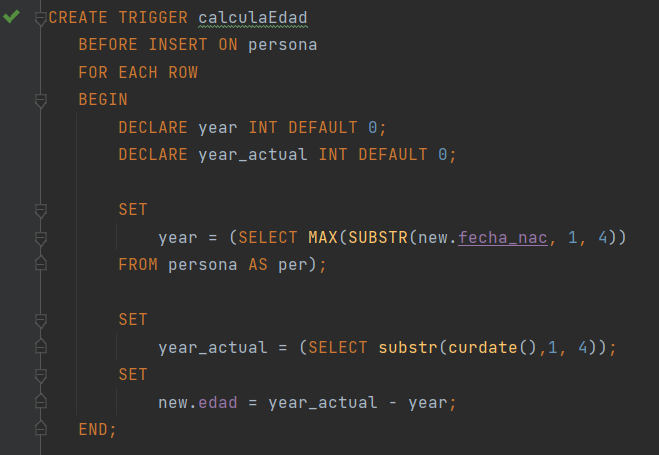 CREATE TRIGGER calculaEdad
BEFORE INSERT ON persona
FOR EACH ROW
BEGIN
DECLARE year INT DEFAULT 0;
DECLARE year_actual INT DEFAULT 0;
SET
year = (SELECT MAX(SUBSTR(new.fecha_nac, 1, 4))
FROM persona AS per);
SET
year_actual = (SELECT substr(curdate(),1, 4));
SET
new.edad = year_actual - year;
END;